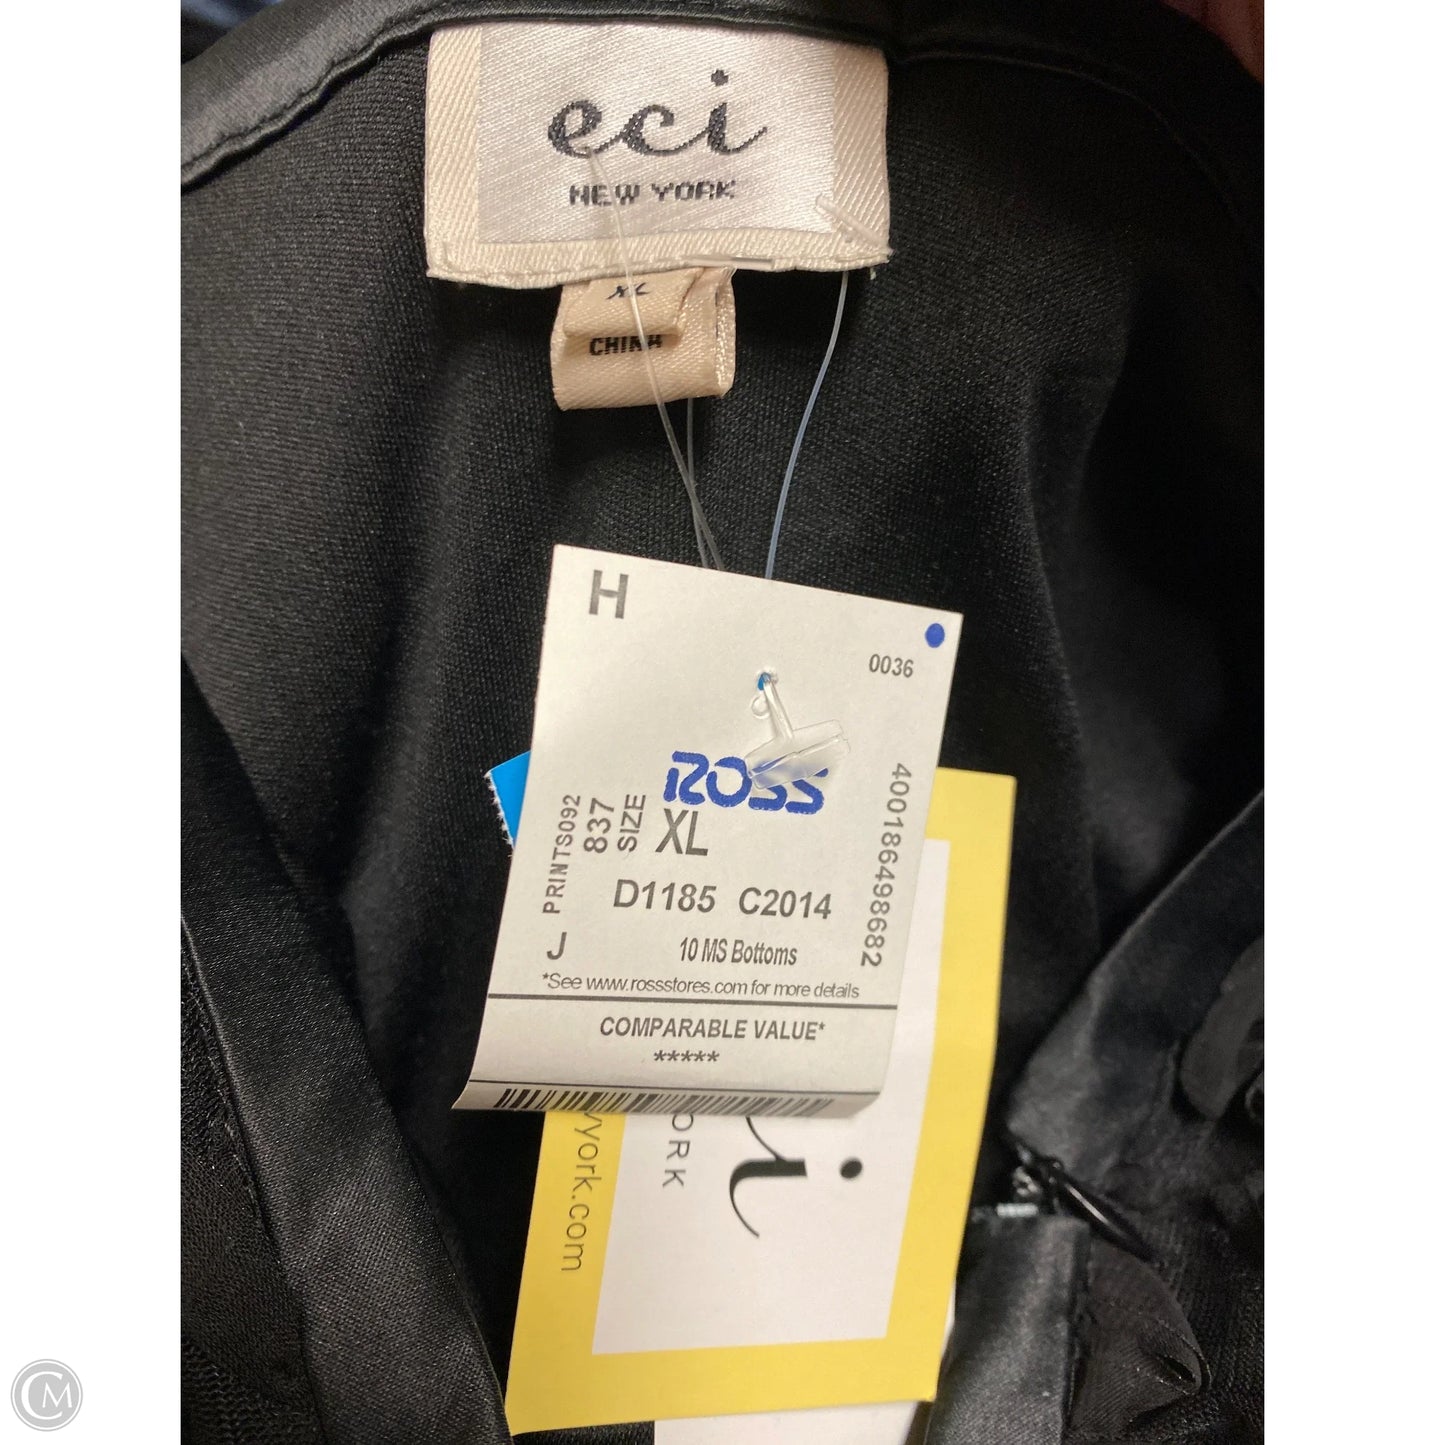 eci
NEW YORK
XL
CHINA
H
0036
ROSS
PRINTS092
837
SIZE
XL
D1185 C2014
400186498682
J
10 MS Bottoms
*See www.rossstores.com for more details
COMPARABLE VALUE*
*****
york.com
ORK
i
CM